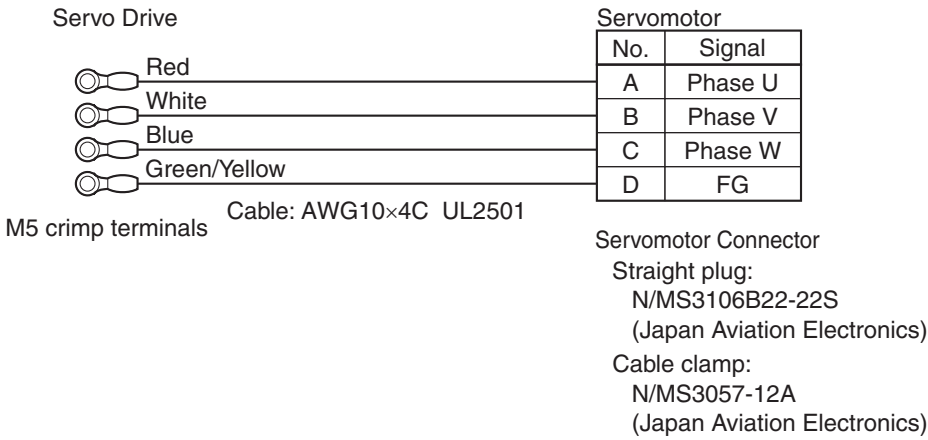 Servo Drive
Servomotor
No. Signal
Red
A Phase U
White
B Phase V
Blue
C Phase W
Green/Yellow
D FG
Cable: AWG10×4C UL2501
M5 crimp terminals
Servomotor Connector
Straight plug:
N/MS3106B22-22S
(Japan Aviation Electronics)
Cable clamp:
N/MS3057-12A
(Japan Aviation Electronics)